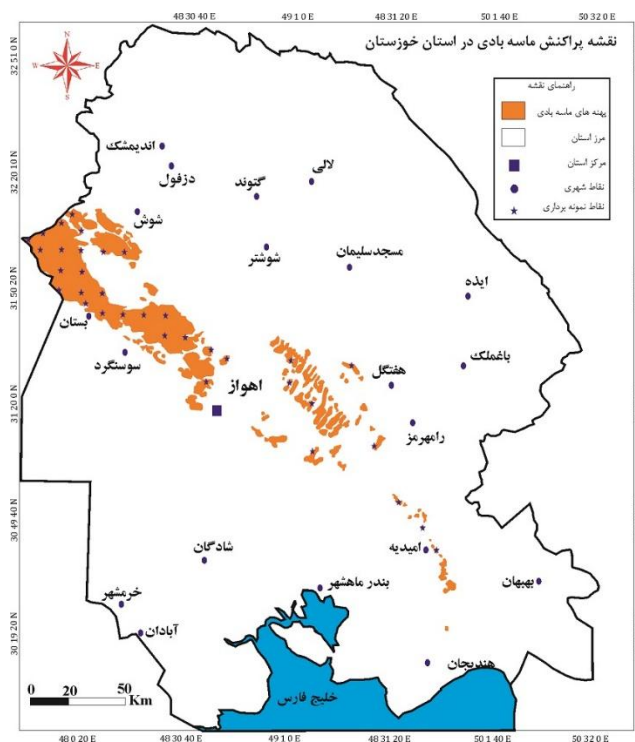 48 30 40 E
49 1 0 E
48 31 20 E
50 1 40 E
50 32 0 E
نقشه پراکنش ماسه بادی در استان خوزستان
32 51 0 N
N
W
E
S
راهنمای نقشه
پهنه های ماسه بادی
مرز استان
مرکز استان
نقاط شهری
نقاط نمونه برداری
اندیمشک
دزفول
لالی
گتوند
32 20 10 N
شوش
شوشتر
مسجدسلیمان
ایذه
31 50 20 N
بستان
سوسنگرد
باغملک
هفتگل
اهواز
31 20 0 N
رامهرمز
30 49 40 N
شادگان
امیدیه
بهبهان
بندر ماهشهر
خرمشهر
آبادان
30 19 20 N
هندیجان
خلیج فارس
0 20 50
Km
48 0 20 E
48 30 40 E
49 1 0 E
48 31 20 E
50 1 40 E
50 32 0 E